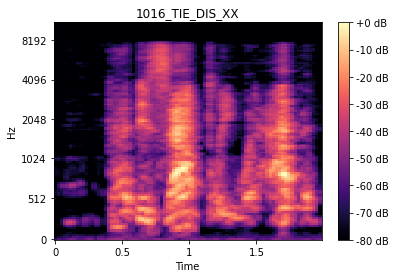 1016_TIE_DIS_XX
8192
4096
2048
1024
512
0
Hz
0
0.5
1
1.5
Time
+0 dB
-10 dB
-20 dB
-30 dB
-40 dB
-50 dB
-60 dB
-70 dB
-80 dB